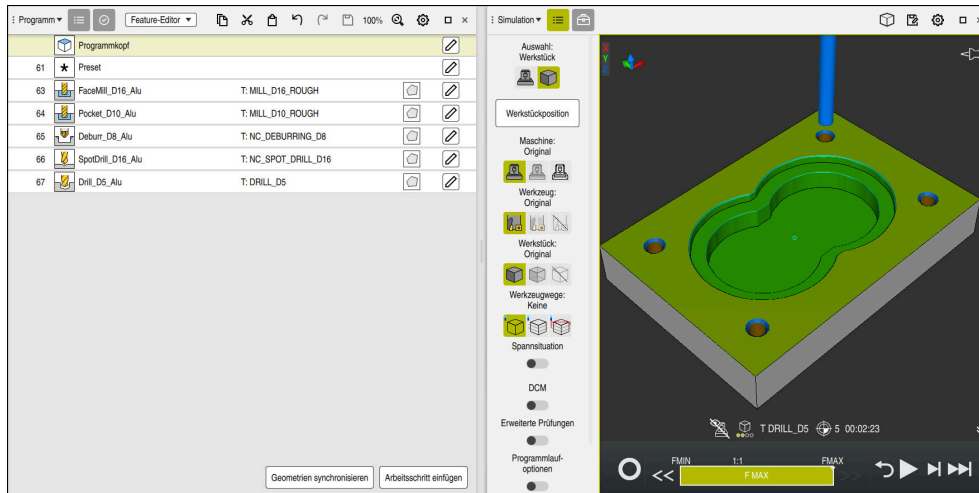 Programm
Feature-Editor
100%
Programmkopf
61 Preset
63 FaceMill_D16_Alu T: MILL_D16_ROUGH
64 Pocket_D10_Alu T: MILL_D10_ROUGH
65 Deburr_D8_Alu T: NC_DEBURRING_D8
66 SpotDrill_D16_Alu T: NC_SPOT_DRILL_D16
67 Drill_D5_Alu T: DRILL_D5
Geometrien synchronisieren
Arbeitsschritt einfügen
Simulation
Auswahl:
Werkstück
Werkstückposition
Maschine:
Original
Werkzeug:
Original
Werkstück:
Original
Werkzeugwege:
Keine
Spannsituation
DCM
Erweiterte Prüfungen
Programmlauf-
optionen
X
Y
Z
T DRILL_D5 5 00:02:23
FMIN 1:1 FMAX
F MAX